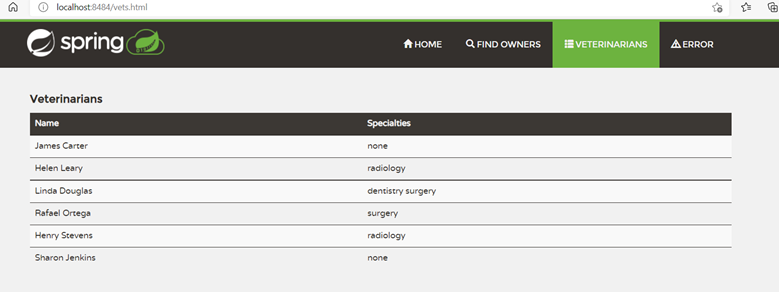 localhost:8484/vets.html
spring
HOME FIND OWNERS VETERINARIANS ERROR
Veterinarians
Name Specialties
James Carter none
Helen Leary radiology
Linda Douglas dentistry surgery
Rafael Ortega surgery
Henry Stevens radiology
Sharon Jenkins none